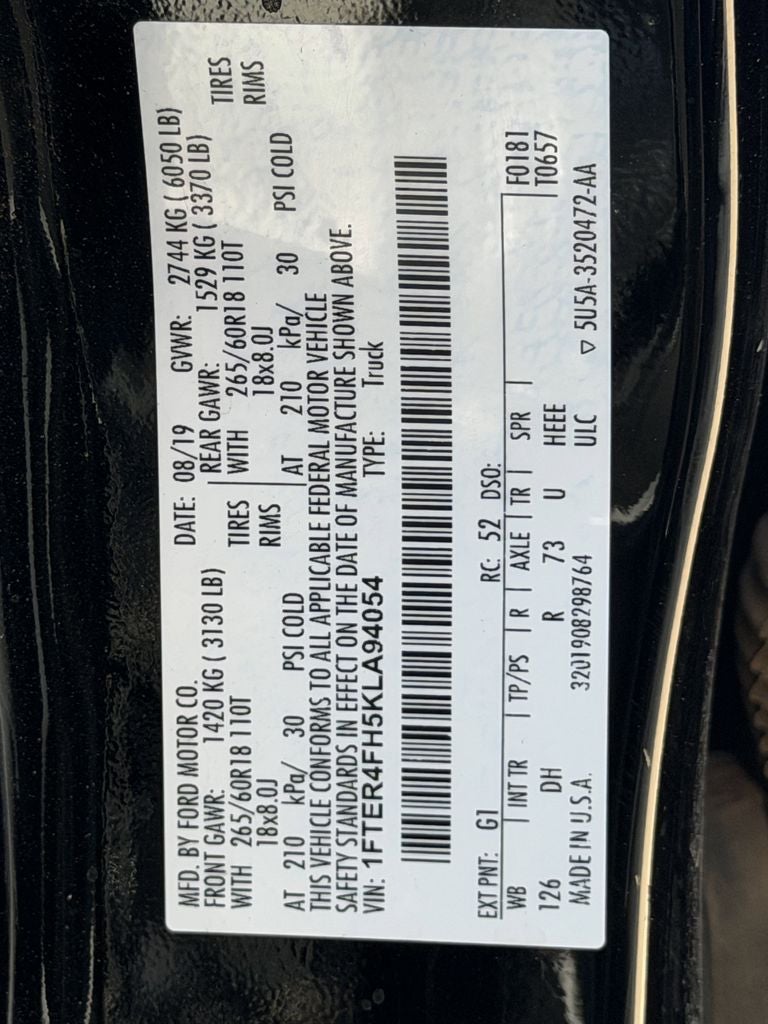 MFD. BY FORD MOTOR CO. DATE: 08/19 GVWR: 2744 KG ( 6050 LB)
FRONT GAWR: 1420 KG ( 3130 LB) REAR GAWR: 1529 KG ( 3370 LB)
WITH 265/60R18 110T TIRES WITH 265/60R18 110T TIRES
18x8.0J RIMS 18x8.0J RIMS
AT 210 kPa/ 30 PSI COLD AT 210 kPa/ 30 PSI COLD
THIS VEHICLE CONFORMS TO ALL APPLICABLE FEDERAL MOTOR VEHICLE
SAFETY STANDARDS IN EFFECT ON THE DATE OF MANUFACTURE SHOWN ABOVE.
VIN: 1FTER4FH5KLA94054 TYPE: Truck
EXT PNT: G1 RC: 52 DSO:
WB INT TR TP/PS R AXLE TR SPR F0181
126 DH R 73 U HEEE T0657
ULC
MADE IN U.S.A. 3201908298764 ▽ 5U5A-3520472-AA